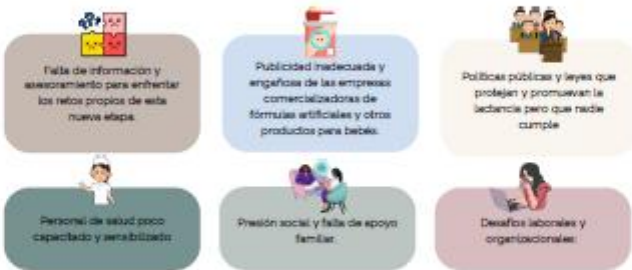 Falta de información y
asesoramiento para enfrentar
los retos propios de esta
nueva etapa.
Publicidad inadecuada y
engañosa de las empresas
comercializadoras de
fórmulas artificiales y otros
productos para bebés.
Políticas públicas y leyes que
protejan y promuevan la
lactancia pero que nadie
cumple
Personal de salud poco
capacitado y sensibilizado
Presión social y falta de apoyo
familiar.
Desafíos laborales y
organizacionales